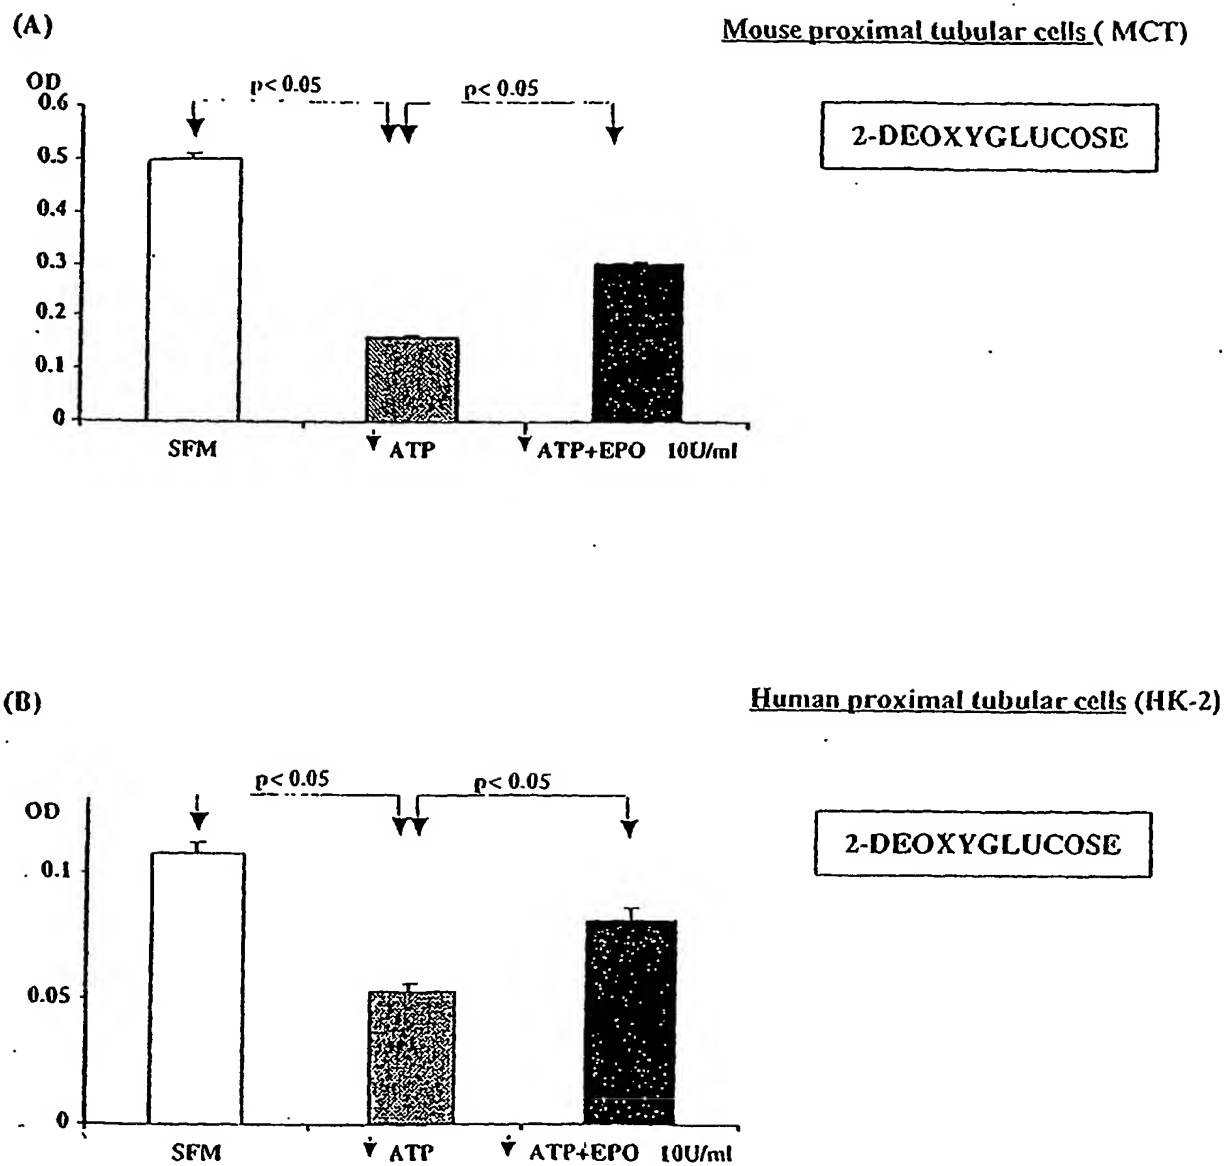 (A)
Mouse proximal tubular cells ( MCT)
OD
p< 0.05
p< 0.05
2-DEOXYGLUCOSE
0.6
0.5
0.4
0.3
0.2
0.1
0
SFM
ATP
ATP+EPO 10U/ml
(B)
Human proximal tubular cells (HK-2)
OD
p< 0.05
p< 0.05
2-DEOXYGLUCOSE
0.1
0.05
0
SFM
ATP
ATP+EPO 10U/ml